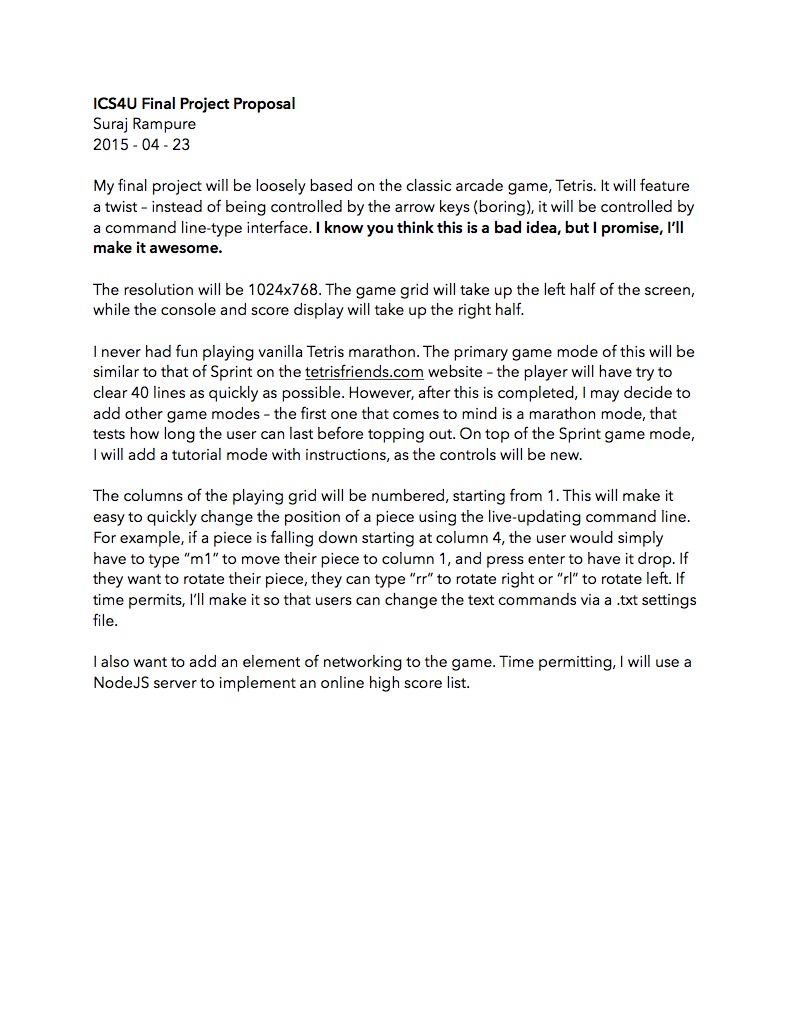 ICS4U Final Project Proposal
Suraj Rampure
2015 - 04 - 23
My final project will be loosely based on the classic arcade game, Tetris. It will feature
a twist – instead of being controlled by the arrow keys (boring), it will be controlled by
a command line-type interface. I know you think this is a bad idea, but I promise, I’ll
make it awesome.
The resolution will be 1024x768. The game grid will take up the left half of the screen,
while the console and score display will take up the right half.
I never had fun playing vanilla Tetris marathon. The primary game mode of this will be
similar to that of Sprint on the tetrisfriends.com website – the player will have try to
clear 40 lines as quickly as possible. However, after this is completed, I may decide to
add other game modes – the first one that comes to mind is a marathon mode, that
tests how long the user can last before topping out. On top of the Sprint game mode,
I will add a tutorial mode with instructions, as the controls will be new.
The columns of the playing grid will be numbered, starting from 1. This will make it
easy to quickly change the position of a piece using the live-updating command line.
For example, if a piece is falling down starting at column 4, the user would simply
have to type “m1” to move their piece to column 1, and press enter to have it drop. If
they want to rotate their piece, they can type “rr” to rotate right or “rl” to rotate left. If
time permits, I’ll make it so that users can change the text commands via a .txt settings
file.
I also want to add an element of networking to the game. Time permitting, I will use a
NodeJS server to implement an online high score list.